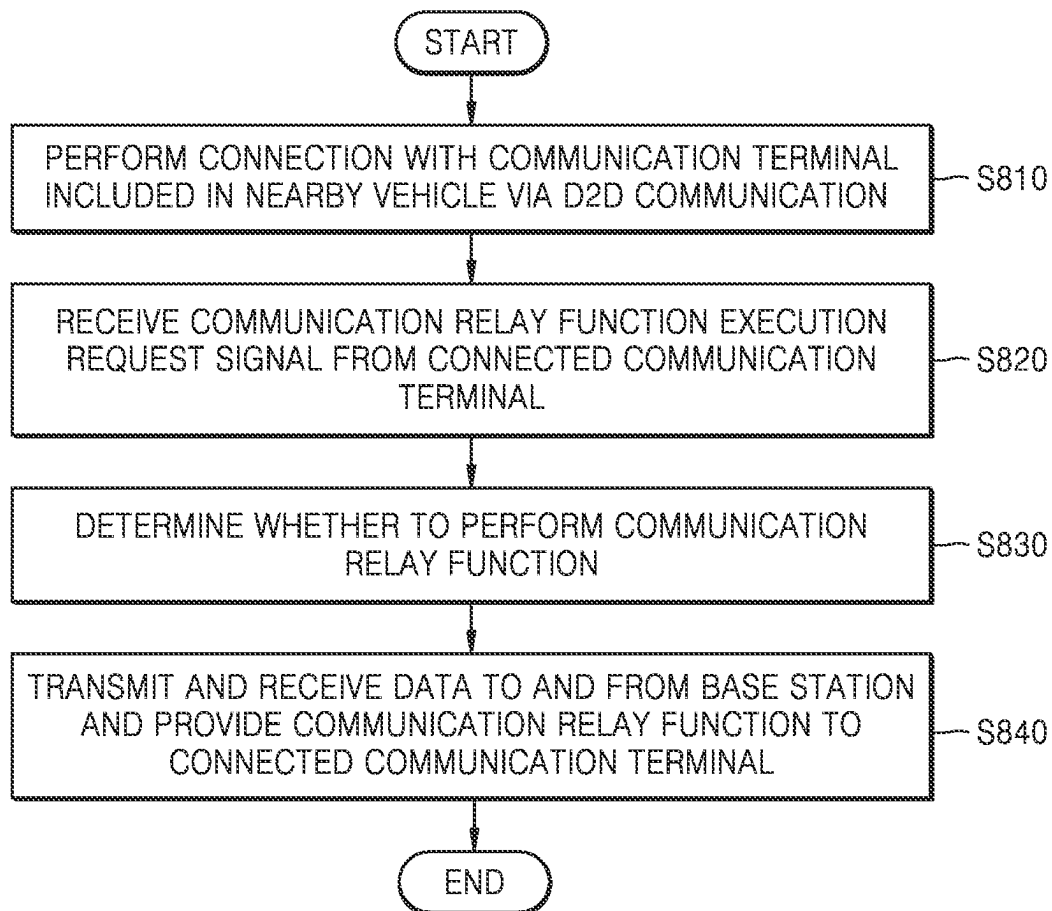 START
PERFORM CONNECTION WITH COMMUNICATION TERMINAL
INCLUDED IN NEARBY VEHICLE VIA D2D COMMUNICATION
S810
RECEIVE COMMUNICATION RELAY FUNCTION EXECUTION
REQUEST SIGNAL FROM CONNECTED COMMUNICATION
TERMINAL
S820
DETERMINE WHETHER TO PERFORM COMMUNICATION
RELAY FUNCTION
S830
TRANSMIT AND RECEIVE DATA TO AND FROM BASE STATION
AND PROVIDE COMMUNICATION RELAY FUNCTION TO
CONNECTED COMMUNICATION TERMINAL
S840
END